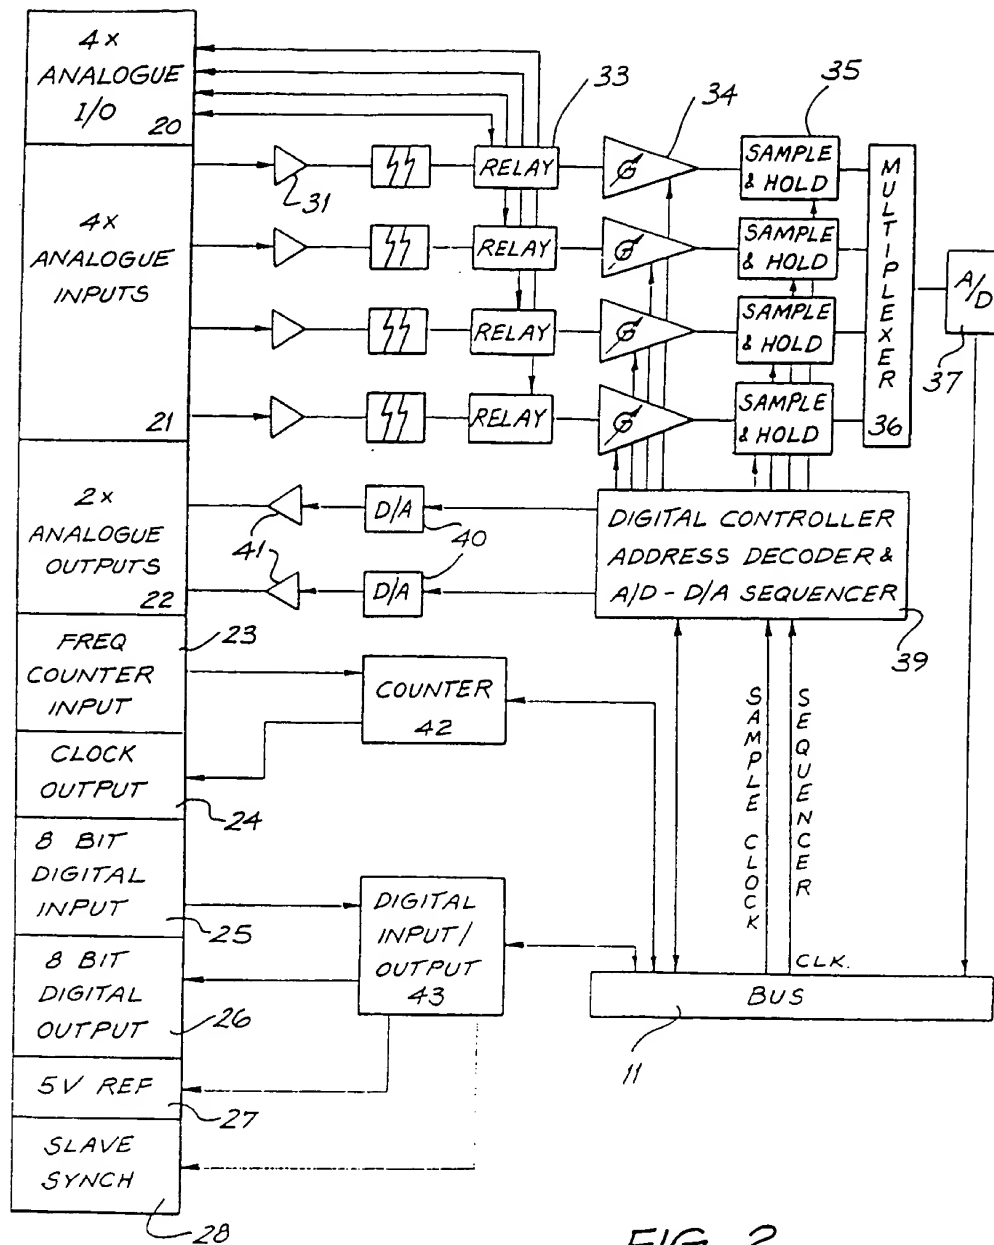 4x
ANALOGUE
I/O
20
4x
ANALOGUE
INPUTS
21
2x
ANALOGUE
OUTPUTS
22
FREQ
COUNTER
INPUT
23
CLOCK
OUTPUT
24
8 BIT
DIGITAL
INPUT
25
8 BIT
DIGITAL
OUTPUT
26
5V REF
27
SLAVE
SYNCH
28
31
RELAY
RELAY
RELAY
RELAY
33
G
G
G
G
34
35
SAMPLE
& HOLD
SAMPLE
& HOLD
SAMPLE
& HOLD
SAMPLE
& HOLD
MULTIPLEXER
36
A/D
37
D/A
40
D/A
41
DIGITAL CONTROLLER
ADDRESS DECODER &
A/D - D/A SEQUENCER
39
COUNTER
42
SAMPLE CLOCK
SEQUENCER
CLK.
DIGITAL
INPUT/
OUTPUT
43
BUS
11
FIG. 2